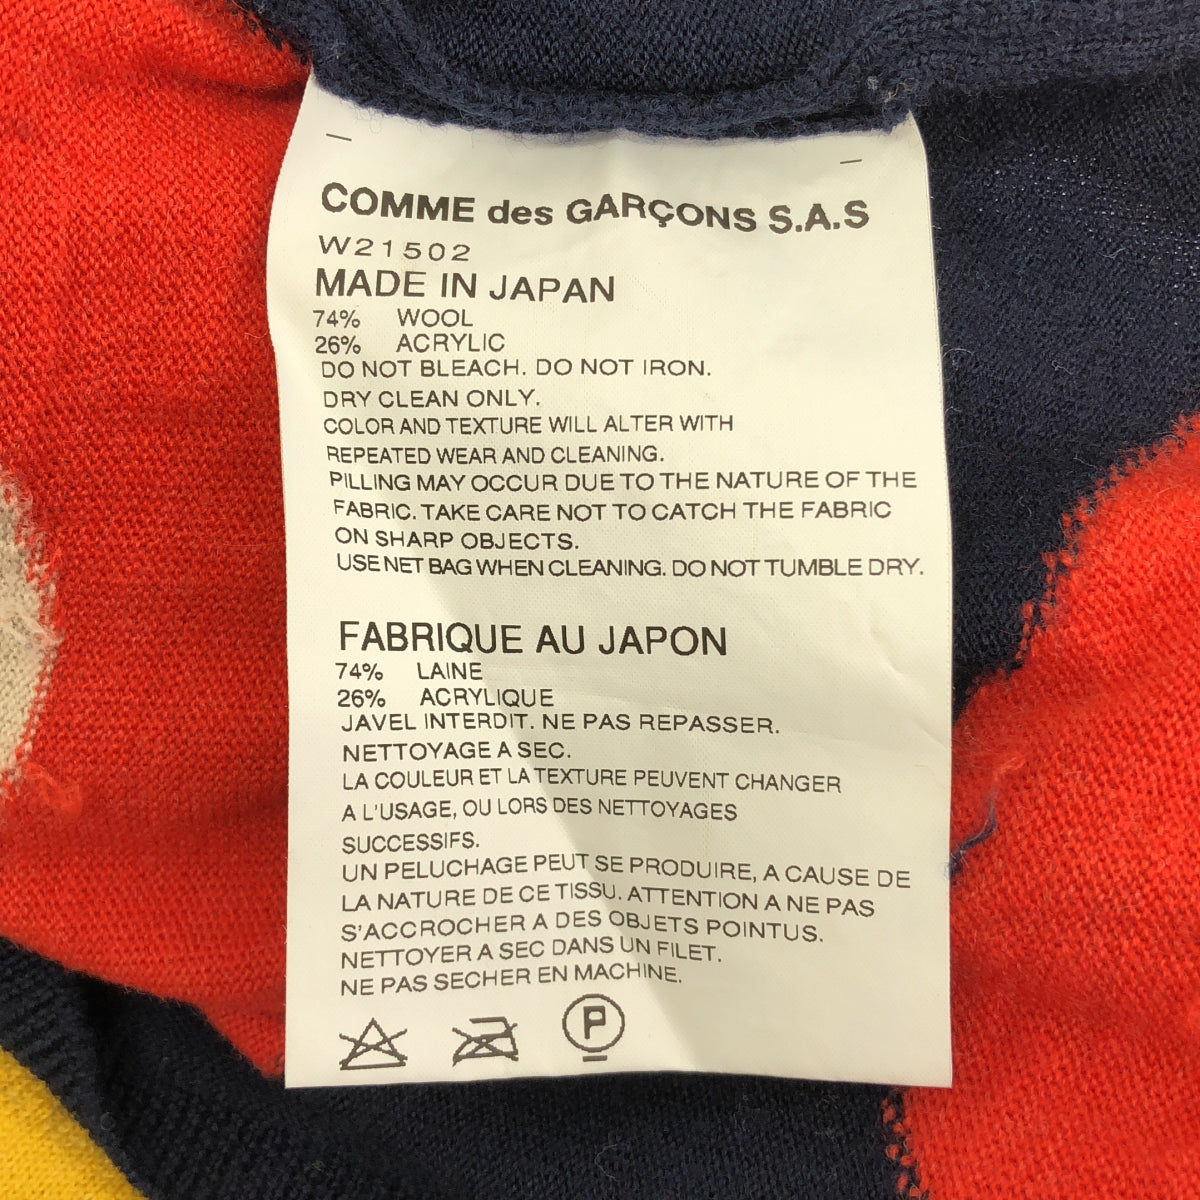 COMME des GARÇONS S.A.S
W21502
MADE IN JAPAN
74% WOOL
26% ACRYLIC
DO NOT BLEACH. DO NOT IRON.
DRY CLEAN ONLY.
COLOR AND TEXTURE WILL ALTER WITH
REPEATED WEAR AND CLEANING.
PILLING MAY OCCUR DUE TO THE NATURE OF THE
FABRIC. TAKE CARE NOT TO CATCH THE FABRIC
ON SHARP OBJECTS.
USE NET BAG WHEN CLEANING. DO NOT TUMBLE DRY.
FABRIQUE AU JAPON
74% LAINE
26% ACRYLIQUE
JAVEL INTERDIT. NE PAS REPASSER.
NETTOYAGE A SEC.
LA COULEUR ET LA TEXTURE PEUVENT CHANGER
A L'USAGE, OU LORS DES NETTOYAGES
SUCCESSIFS.
UN PELUCHAGE PEUT SE PRODUIRE, A CAUSE DE
LA NATURE DE CE TISSU. ATTENTION A NE PAS
S'ACCROCHER A DES OBJETS POINTUS.
NETTOYER A SEC DANS UN FILET.
NE PAS SECHER EN MACHINE.
P